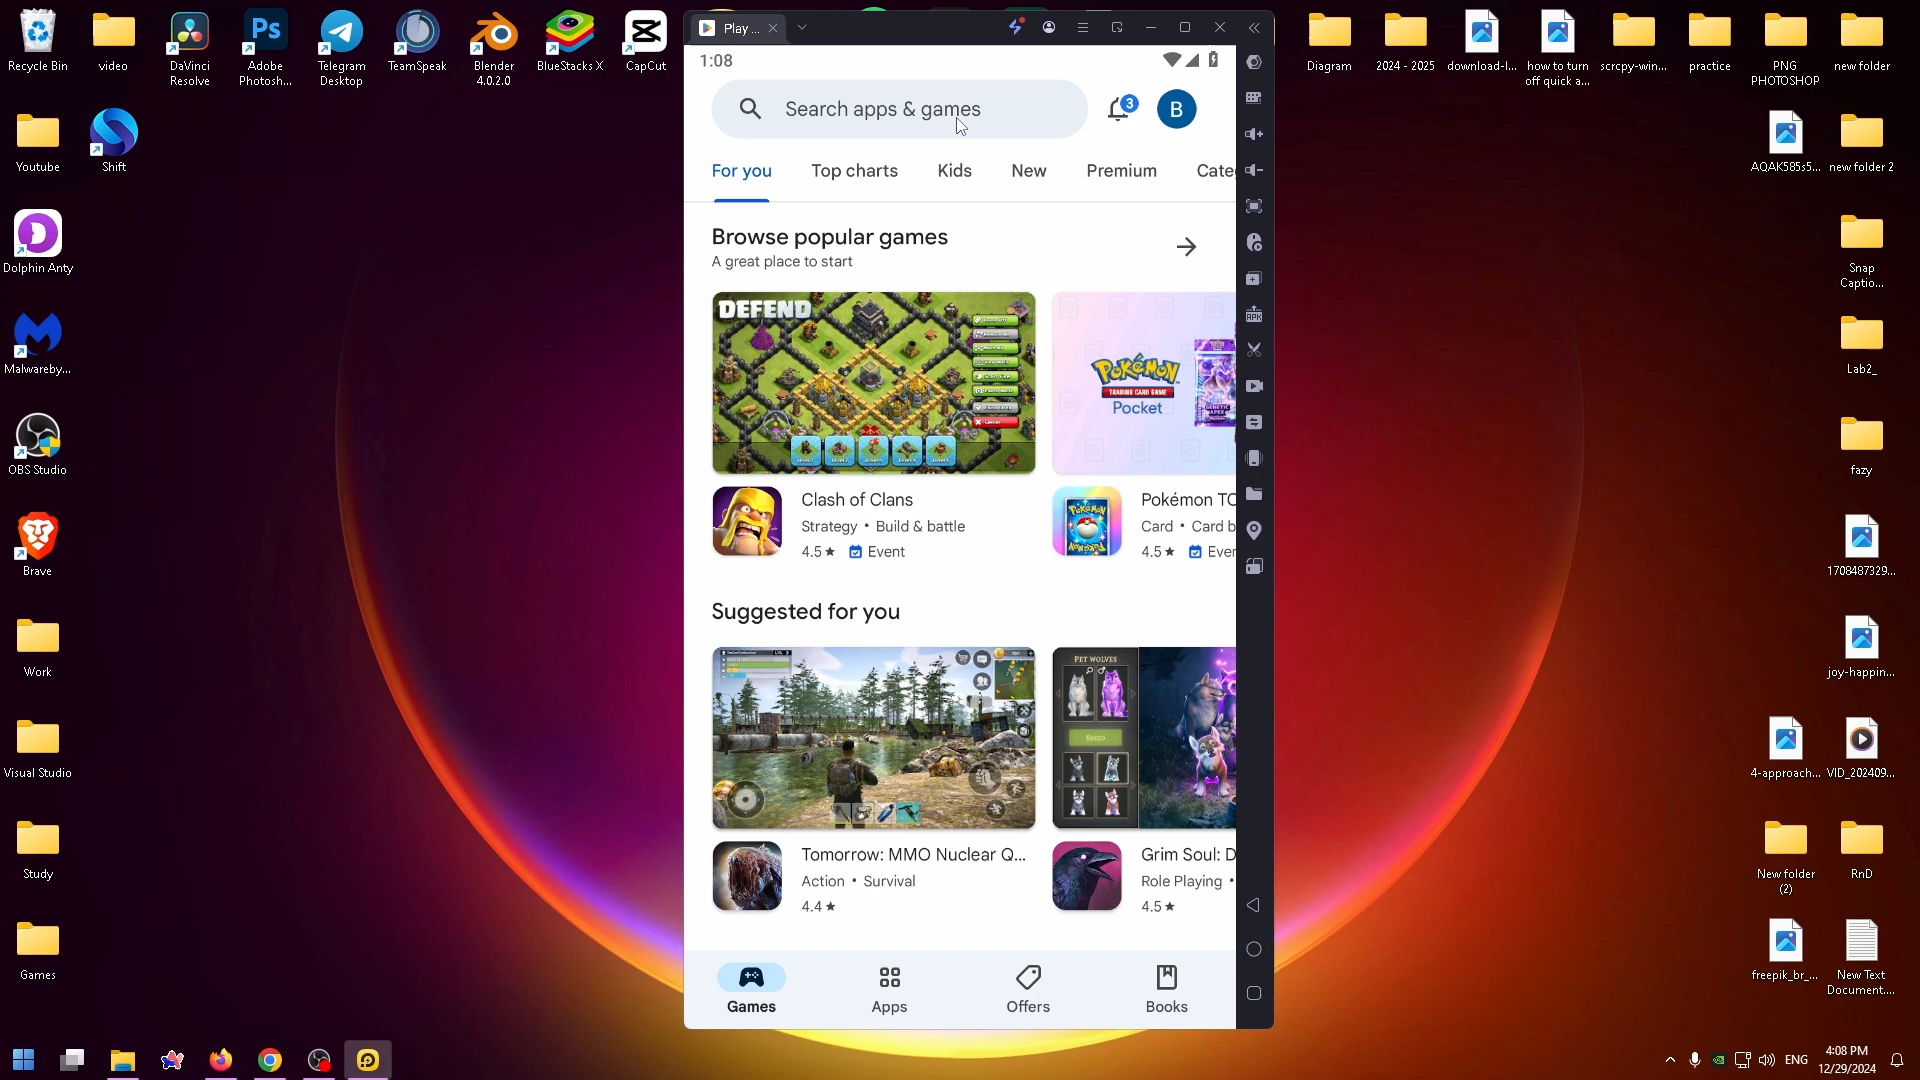 Recycle Bin
video
DaVinci
Resolve
Adobe
Photosh...
Telegram
Desktop
TeamSpeak
Blender
4.0.2.0
BlueStacks X
CapCut
Youtube
Shift
Dolphin Anty
Malwareby...
OBS Studio
Brave
Work
Visual Studio
Study
Games
Play ...
1:08
Search apps & games
3
B
For you
Top charts
Kids
New
Premium
Cate
Browse popular games
A great place to start
DEFEND
POKÉMON
TRADING CARD GAME
Pocket
Clash of Clans
Strategy • Build & battle
4.5★ Event
Pokémon TC
Card • Card b
4.5★ Ever
Suggested for you
PET WOLVES
BREED
Tomorrow: MMO Nuclear Q...
Action • Survival
4.4★
Grim Soul: D
Role Playing •
4.5★
Games
Apps
Offers
Books
APK
Diagram
2024 - 2025
download-l...
how to turn
off quick a...
scrcpy-win...
practice
PNG
PHOTOSHOP
new folder
AQAK585s5...
new folder 2
Snap
Captio...
Lab2_
fazy
1708487329...
joy-happin...
4-approach...
VID_202409...
New folder
(2)
RnD
freepik_br_...
New Text
Document....
ENG
4:08 PM
12/29/2024